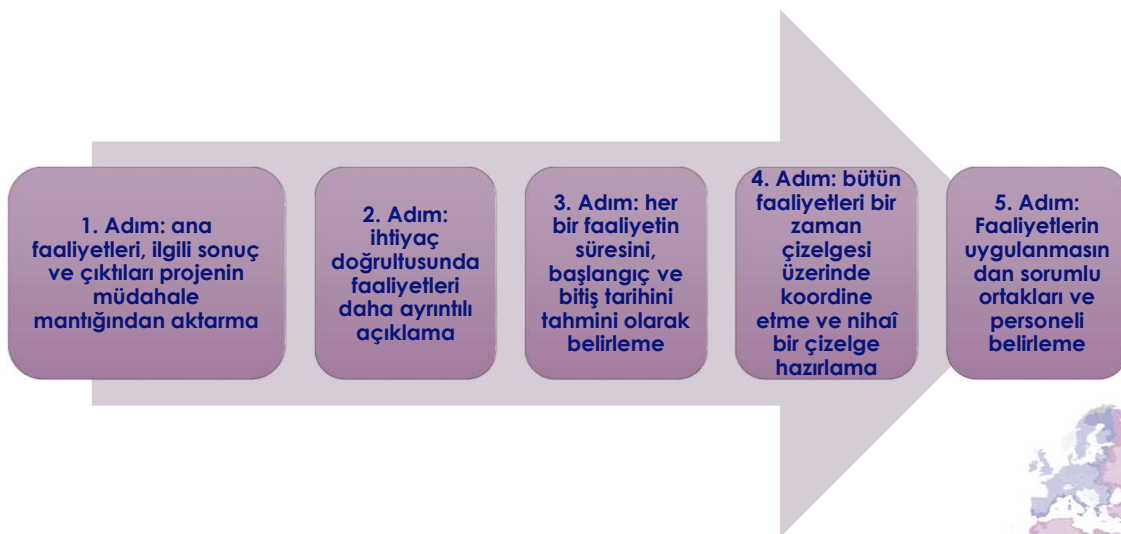 1. Adım: ana
faaliyetleri, ilgili sonuç
ve çıktıları projenin
müdahale
mantığından aktarma
2. Adım:
ihtiyaç
doğrultusunda
faaliyetleri
daha ayrıntılı
açıklama
3. Adım: her
bir faaliyetin
süresini,
başlangıç ve
bitiş tarihini
tahmini olarak
belirleme
4. Adım: bütün
faaliyetleri bir
zaman
çizelgesi
üzerinde
koordine
etme ve nihaî
bir çizelge
hazırlama
5. Adım:
Faaliyetlerin
uygulanmasın
dan sorumlu
ortakları ve
personeli
belirleme